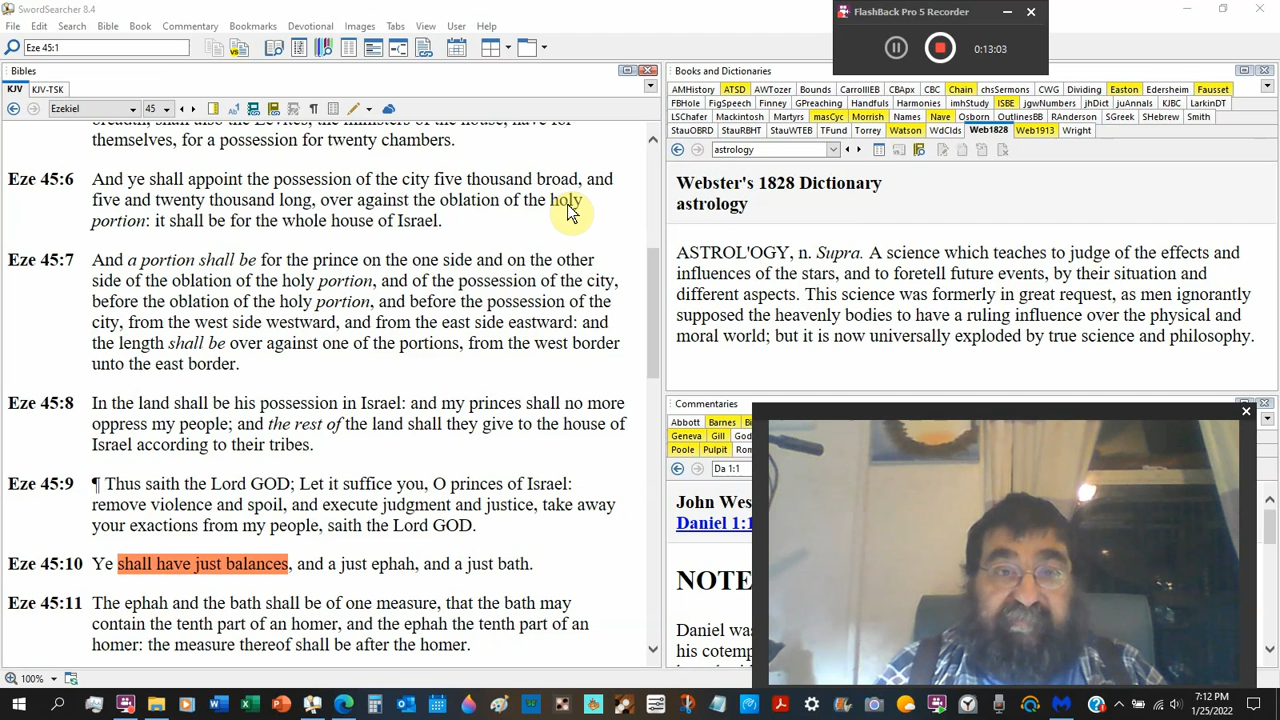 SwordSearcher 8.4
File Edit Search Bible Book Commentary Bookmarks Devotional Images Tabs View User Help
Eze 45:1
Bibles
KJV KJV-TSK
Ezekiel 45
breadth, shall also the Levites, the ministers of the house, have for
themselves, for a possession for twenty chambers.
Eze 45:6 And ye shall appoint the possession of the city five thousand broad, and
five and twenty thousand long, over against the oblation of the holy
portion: it shall be for the whole house of Israel.
Eze 45:7 And a portion shall be for the prince on the one side and on the other
side of the oblation of the holy portion, and of the possession of the city,
before the oblation of the holy portion, and before the possession of the
city, from the west side westward, and from the east side eastward: and
the length shall be over against one of the portions, from the west border
unto the east border.
Eze 45:8 In the land shall be his possession in Israel: and my princes shall no more
oppress my people; and the rest of the land shall they give to the house of
Israel according to their tribes.
Eze 45:9 ¶ Thus saith the Lord GOD; Let it suffice you, O princes of Israel:
remove violence and spoil, and execute judgment and justice, take away
your exactions from my people, saith the Lord GOD.
Eze 45:10 Ye shall have just balances, and a just ephah, and a just bath.
Eze 45:11 The ephah and the bath shall be of one measure, that the bath may
contain the tenth part of an homer, and the ephah the tenth part of an
homer: the measure thereof shall be after the homer.
100%
FlashBack Pro 5 Recorder
0:13:03
Books and Dictionaries
AMHistory ATSD AWTozer Bounds CarrollIEB CBApx CBC Chain chsSermons CWG Dividing Easton Edersheim Fausset
FBHole FigSpeech Finney GPreaching Handfuls Harmonies imhStudy ISBE jgwNumbers jhDict juAnnals KJBC LarkinDT
LSChafer Mackintosh Martyrs masCyc Morrish Names Nave Osborn OutlinesBB RAnderson SGreek SHebrew Smith
StauOBRD StauRBHT StauWTEB TFund Torrey Watson WdClds Web1828 Web1913 Wright
astrology
Webster's 1828 Dictionary
astrology
ASTROL'OGY, n. Supra. A science which teaches to judge of the effects and
influences of the stars, and to foretell future events, by their situation and
different aspects. This science was formerly in great request, as men ignorantly
supposed the heavenly bodies to have a ruling influence over the physical and
moral world; but it is now universally exploded by true science and philosophy.
Commentaries
Abbott Barnes
Geneva Gill
Poole Pulpit
Da 1:1
John Wes
Daniel 1:1
NOTE
Daniel was
his cotemp
7:12 PM
1/25/2022